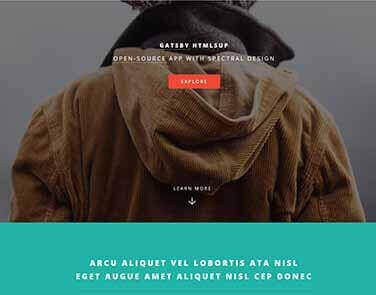 GATSBY HTML5UP
OPEN-SOURCE APP WITH SPECTRAL DESIGN
EXPLORE
LEARN MORE
ARCU ALIQUET VEL LOBORTIS ATA NISL
EGET AUGUE AMET ALIQUET NISL CEP DONEC